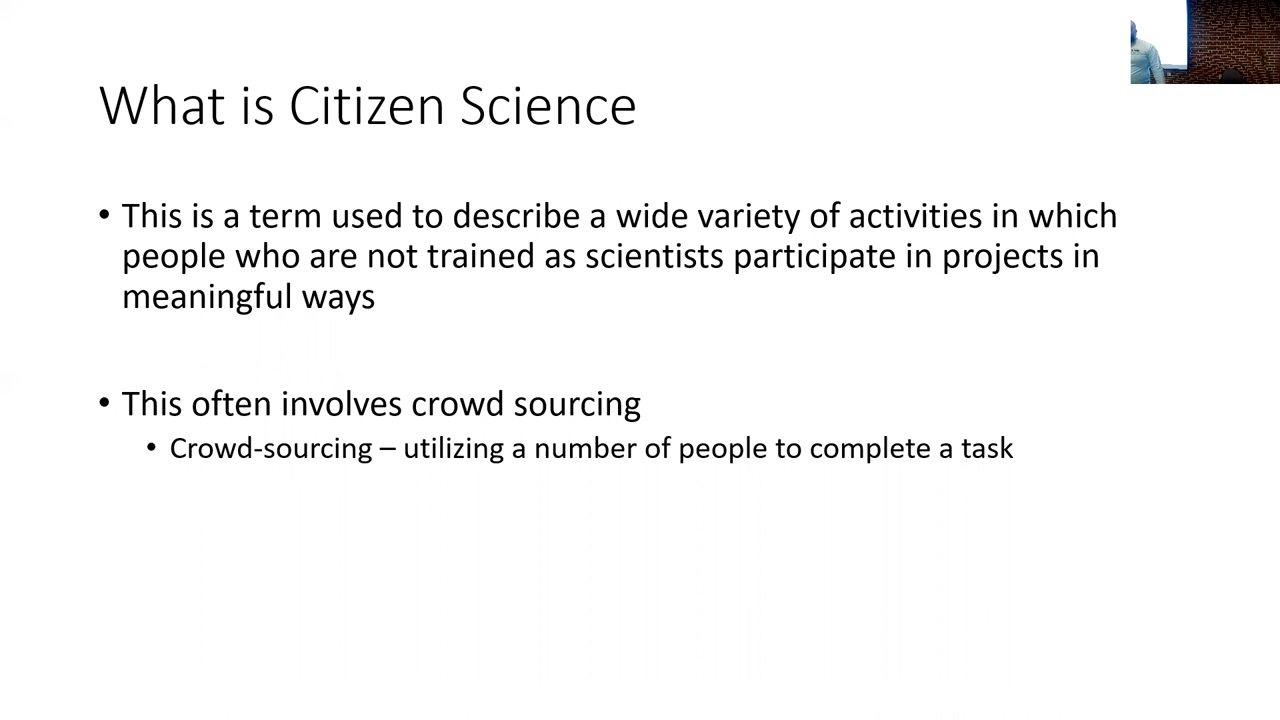 What is Citizen Science
• This is a term used to describe a wide variety of activities in which
people who are not trained as scientists participate in projects in
meaningful ways
• This often involves crowd sourcing
• Crowd-sourcing – utilizing a number of people to complete a task